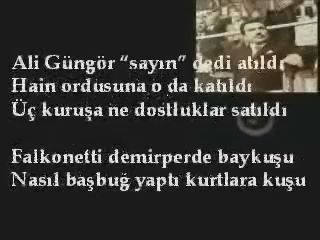 Ali Güngör “sayın” dedi atıldı
Hain ordusuna o da katıldı
Üç kuruşa ne dostluklar satıldı
Falkonetti demirperde baykuşu
Nasıl başbuğ yaptı kurtlara kuşu